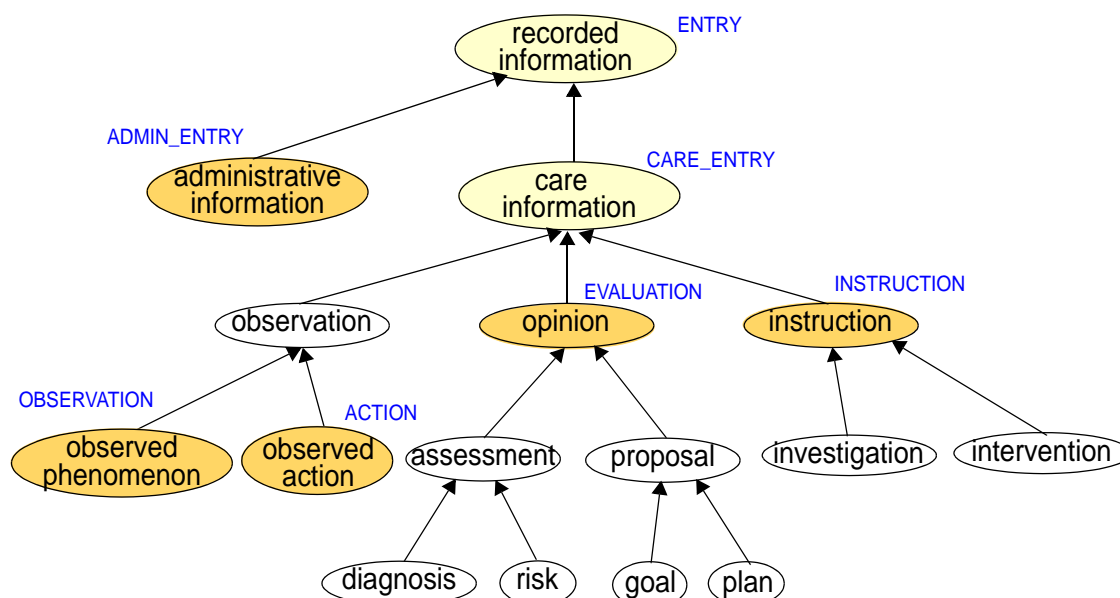 recorded
information
ENTRY
ADMIN_ENTRY
administrative
information
CARE_ENTRY
care
information
EVALUATION
INSTRUCTION
observation
opinion
instruction
OBSERVATION
ACTION
observed
phenomenon
observed
action
assessment
proposal
investigation
intervention
diagnosis
risk
goal
plan